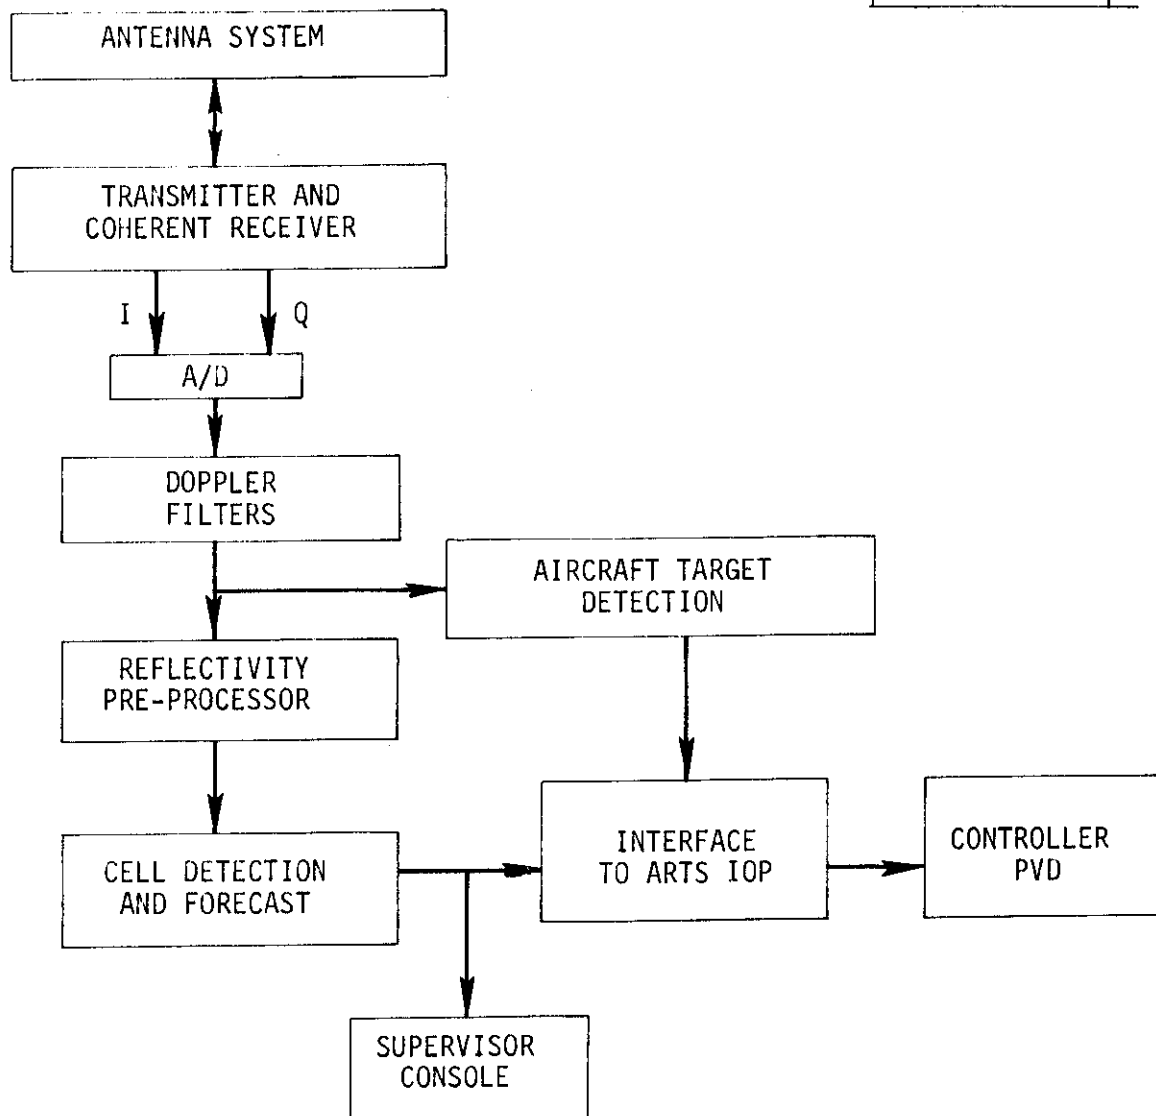 ANTENNA SYSTEM
TRANSMITTER AND
COHERENT RECEIVER
I
Q
A/D
DOPPLER
FILTERS
AIRCRAFT TARGET
DETECTION
REFLECTIVITY
PRE-PROCESSOR
INTERFACE
TO ARTS IOP
CONTROLLER
PVD
CELL DETECTION
AND FORECAST
SUPERVISOR
CONSOLE